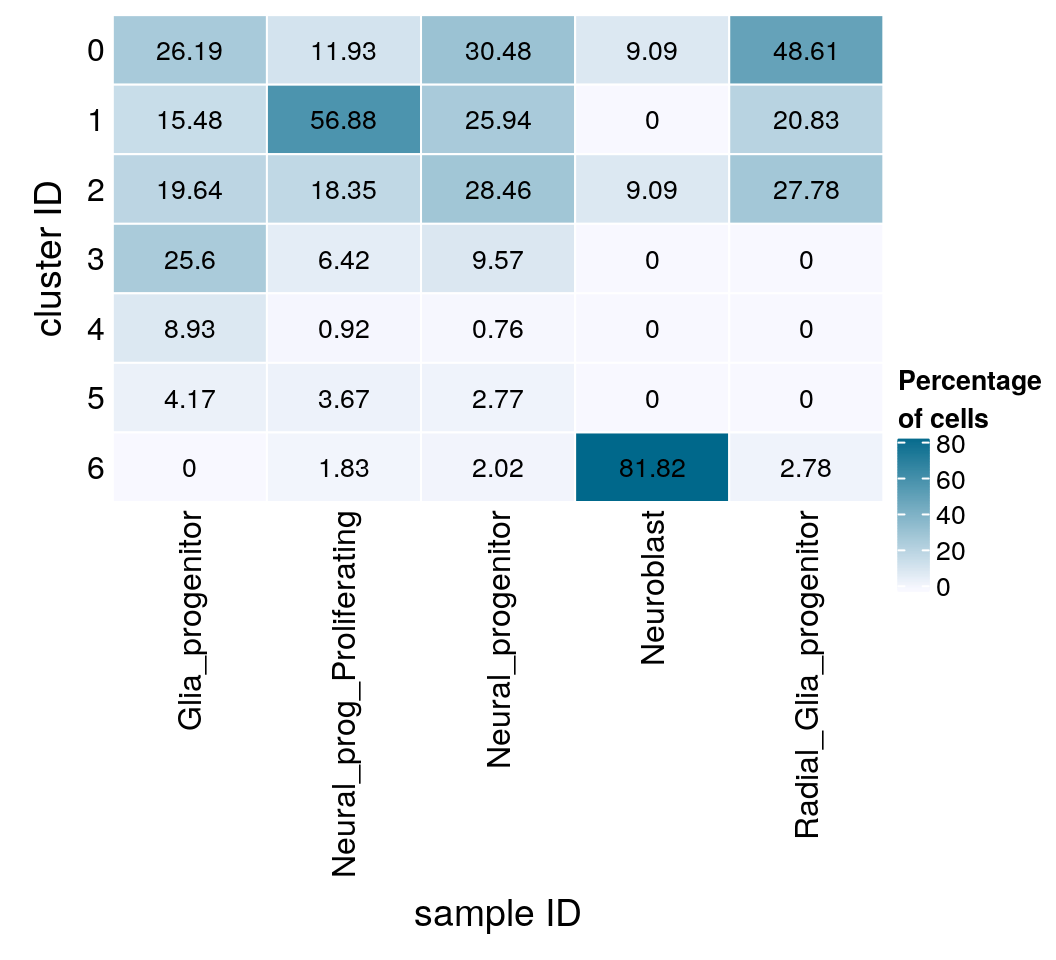 0 26.19 11.93 30.48 9.09 48.61
1 15.48 56.88 25.94 0 20.83
2 19.64 18.35 28.46 9.09 27.78
3 25.6 6.42 9.57 0 0
4 8.93 0.92 0.76 0 0
5 4.17 3.67 2.77 0 0
6 0 1.83 2.02 81.82 2.78
cluster ID
Glia_progenitor
Neural_prog_Proliferating
Neural_progenitor
Neuroblast
Radial_Glia_progenitor
sample ID
Percentage
of cells
80
60
40
20
0